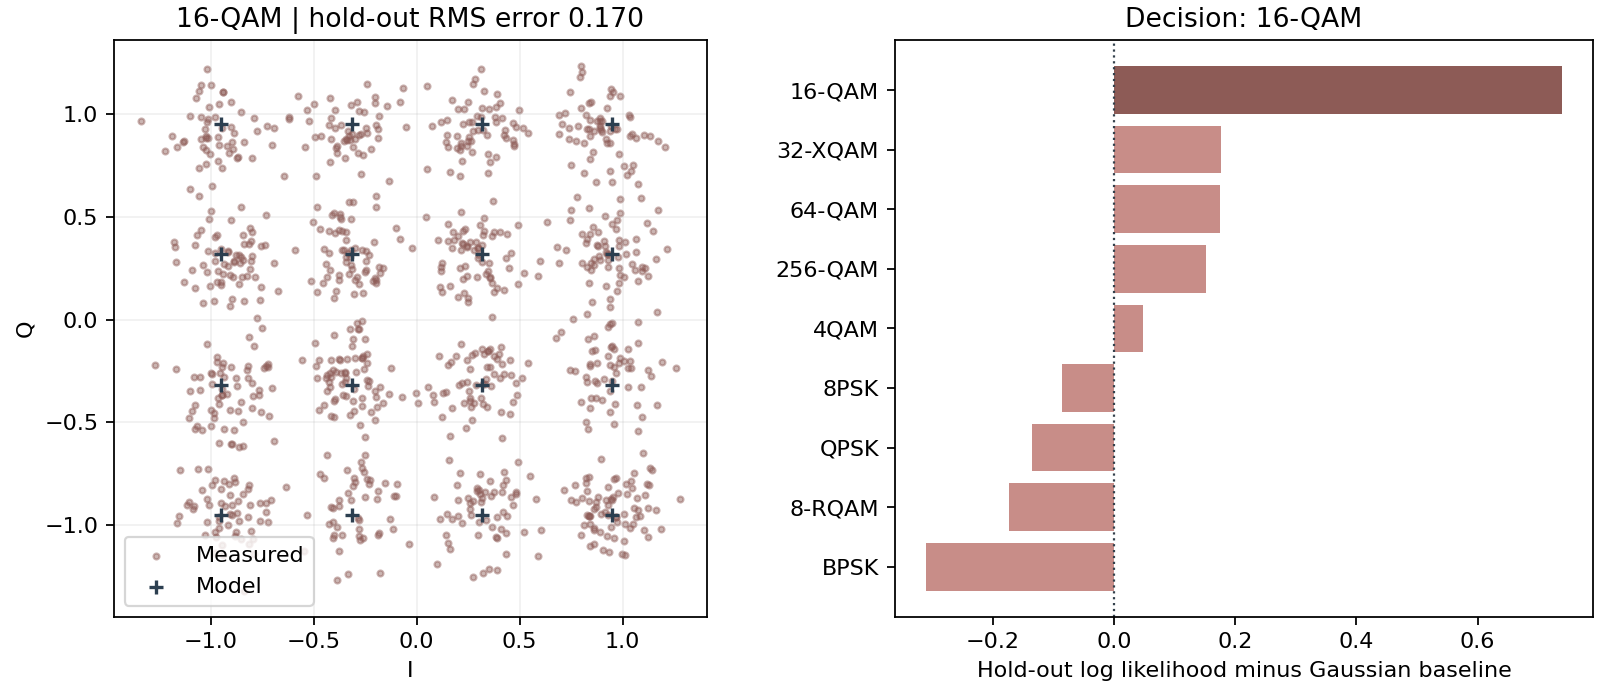 16-QAM | hold-out RMS error 0.170
1.0
0.5
0.0
−0.5
−1.0
Q
Measured
Model
−1.0
−0.5
0.0
0.5
1.0
I
Decision: 16-QAM
16-QAM
32-XQAM
64-QAM
256-QAM
4QAM
8PSK
QPSK
8-RQAM
BPSK
−0.2
0.0
0.2
0.4
0.6
Hold-out log likelihood minus Gaussian baseline